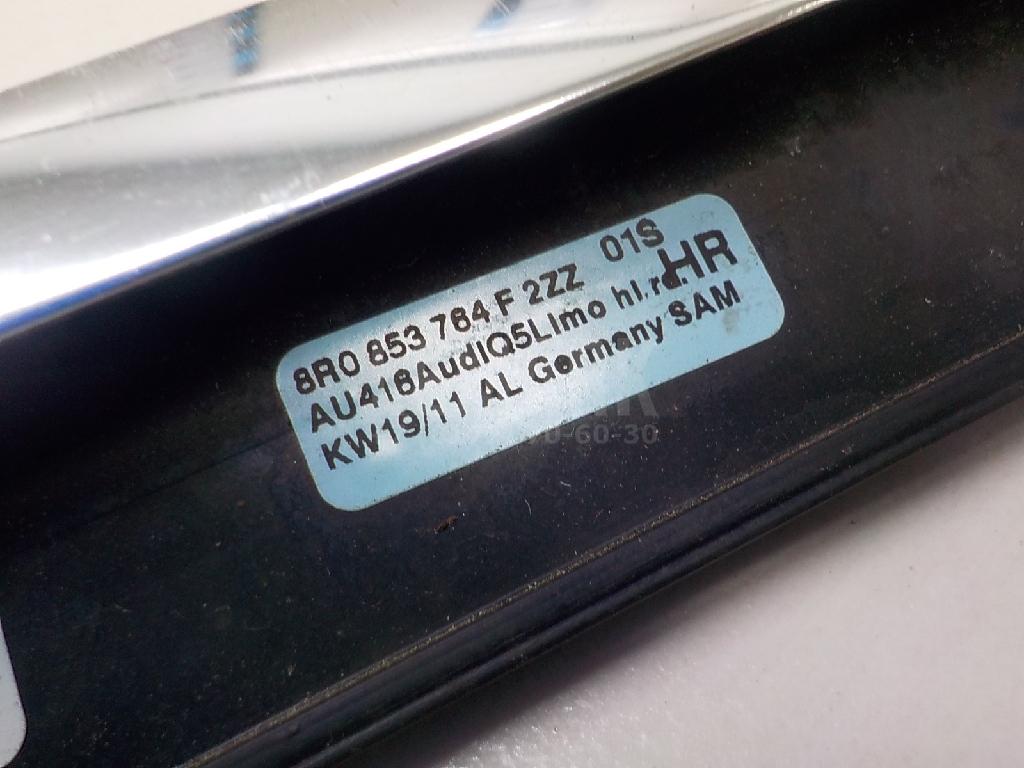 8R0 853 764 F 2ZZ 01S
AU416AudiQ5Limo hl.re. HR
KW19/11 AL Germany SAM